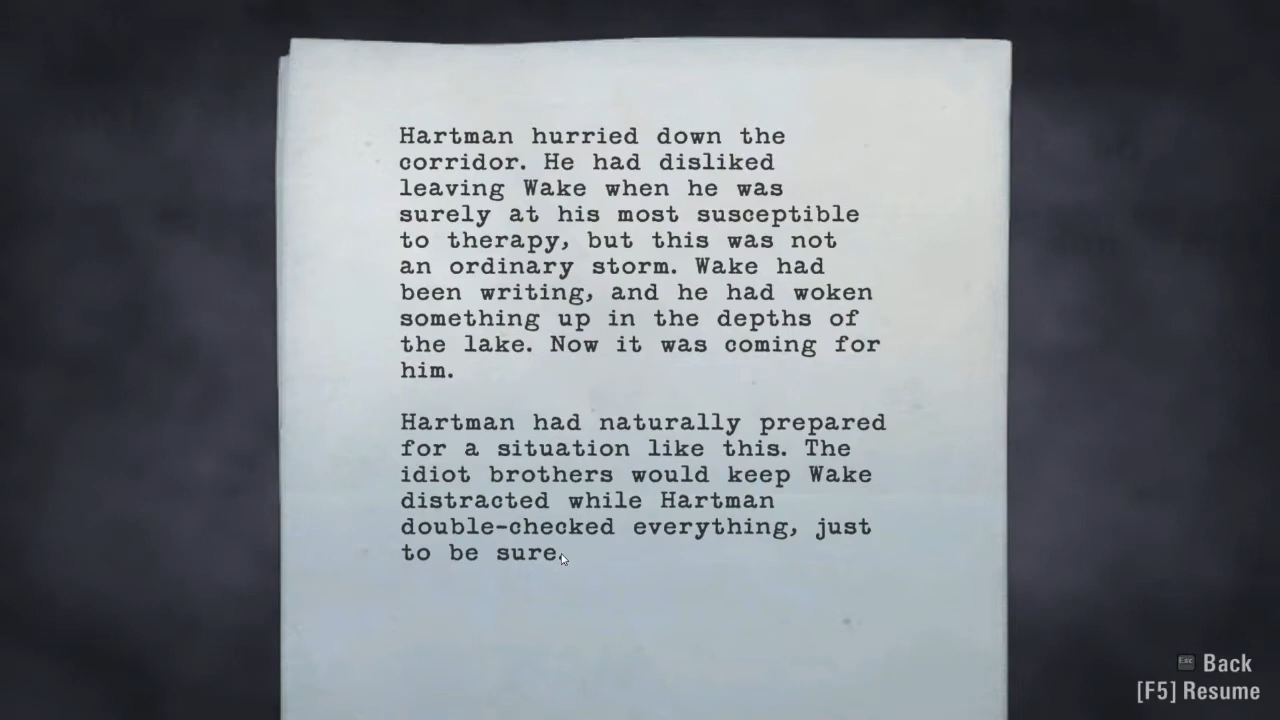 Hartman hurried down the
corridor. He had disliked
leaving Wake when he was
surely at his most susceptible
to therapy, but this was not
an ordinary storm. Wake had
been writing, and he had woken
something up in the depths of
the lake. Now it was coming for
him.
Hartman had naturally prepared
for a situation like this. The
idiot brothers would keep Wake
distracted while Hartman
double-checked everything, just
to be sure.
Esc Back
[F5] Resume